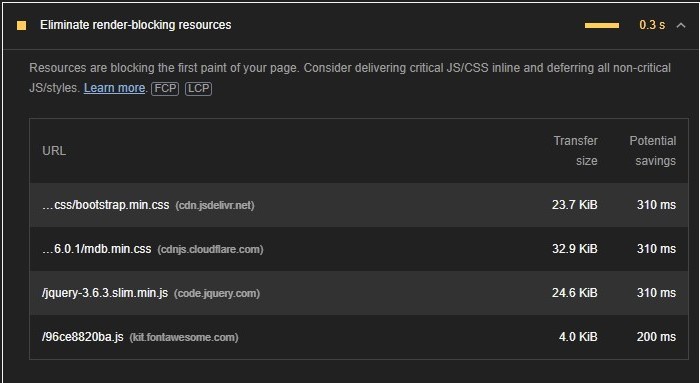 Eliminate render-blocking resources 0.3 s
Resources are blocking the first paint of your page. Consider delivering critical JS/CSS inline and deferring all non-critical
JS/styles. Learn more. FCP LCP
URL Transfer size Potential savings
...css/bootstrap.min.css (cdn.jsdelivr.net) 23.7 KiB 310 ms
...6.0.1/mdb.min.css (cdnjs.cloudflare.com) 32.9 KiB 310 ms
/jquery-3.6.3.slim.min.js (code.jquery.com) 24.6 KiB 310 ms
/96ce8820ba.js (kit.fontawesome.com) 4.0 KiB 200 ms